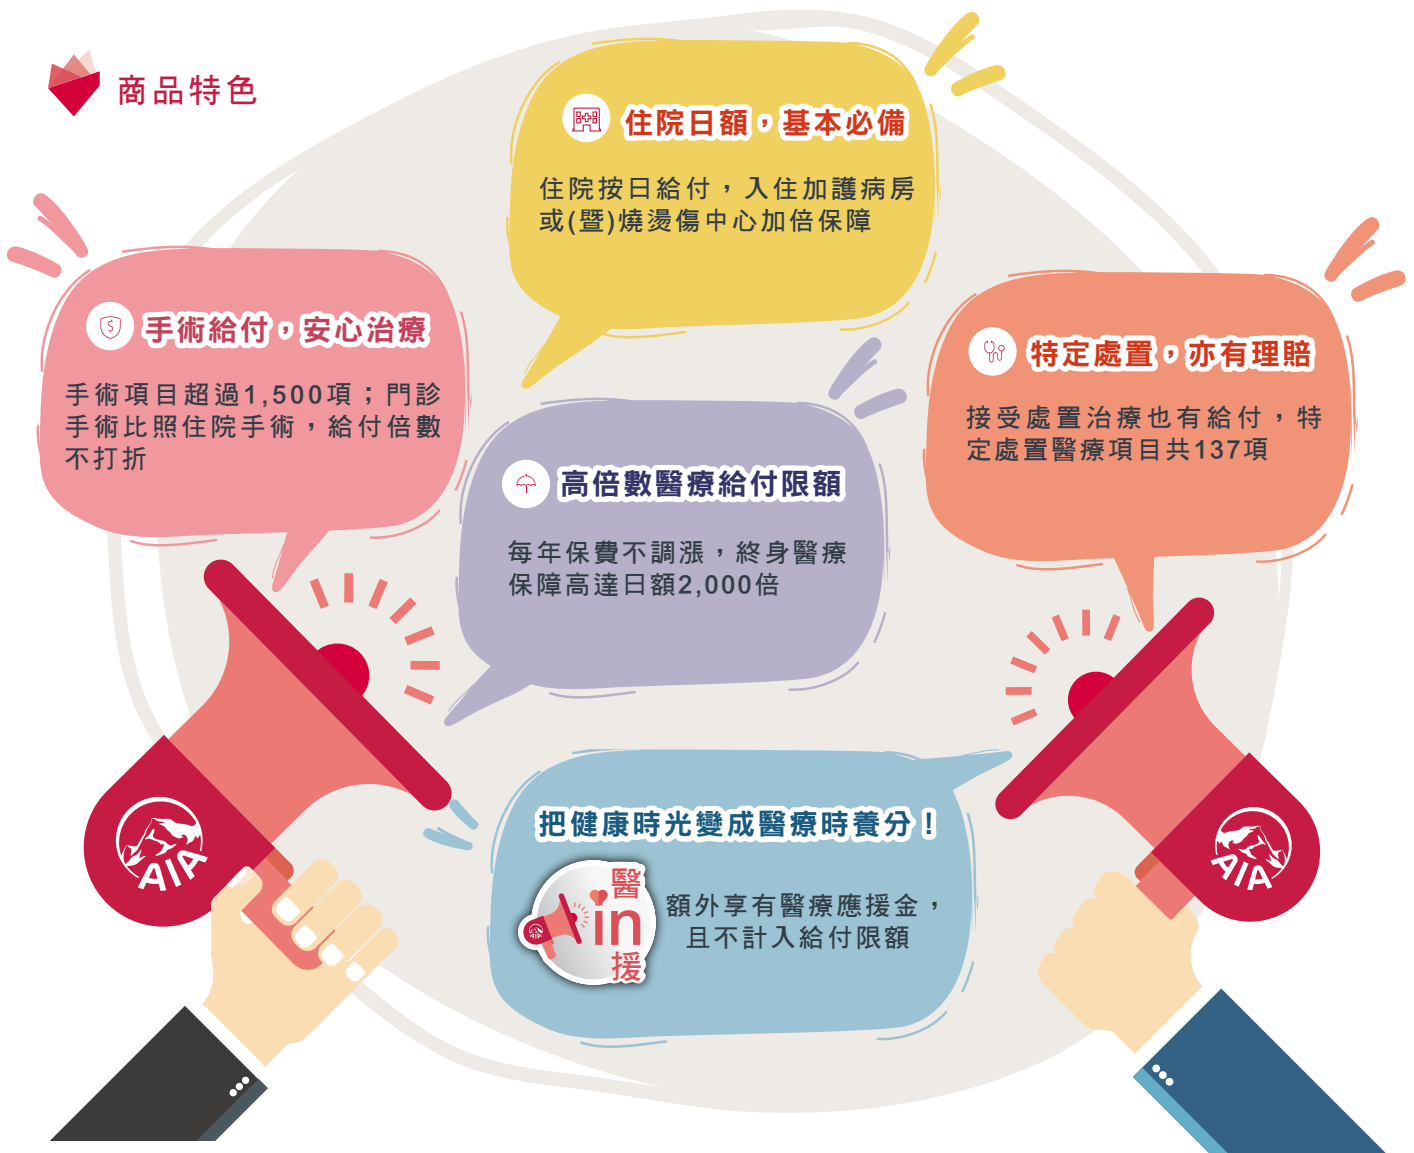 商品特色
住院日額，基本必備
住院按日給付，入住加護病房
或(暨)燒燙傷中心加倍保障
手術給付，安心治療
手術項目超過1,500項；門診
手術比照住院手術，給付倍數
不打折
特定處置，亦有理賠
接受處置治療也有給付，特
定處置醫療項目共137項
高倍數醫療給付限額
每年保費不調漲，終身醫療
保障高達日額2,000倍
把健康時光變成醫療時養分！
醫
in
援
額外享有醫療應援金，
且不計入給付限額
AIA
AIA